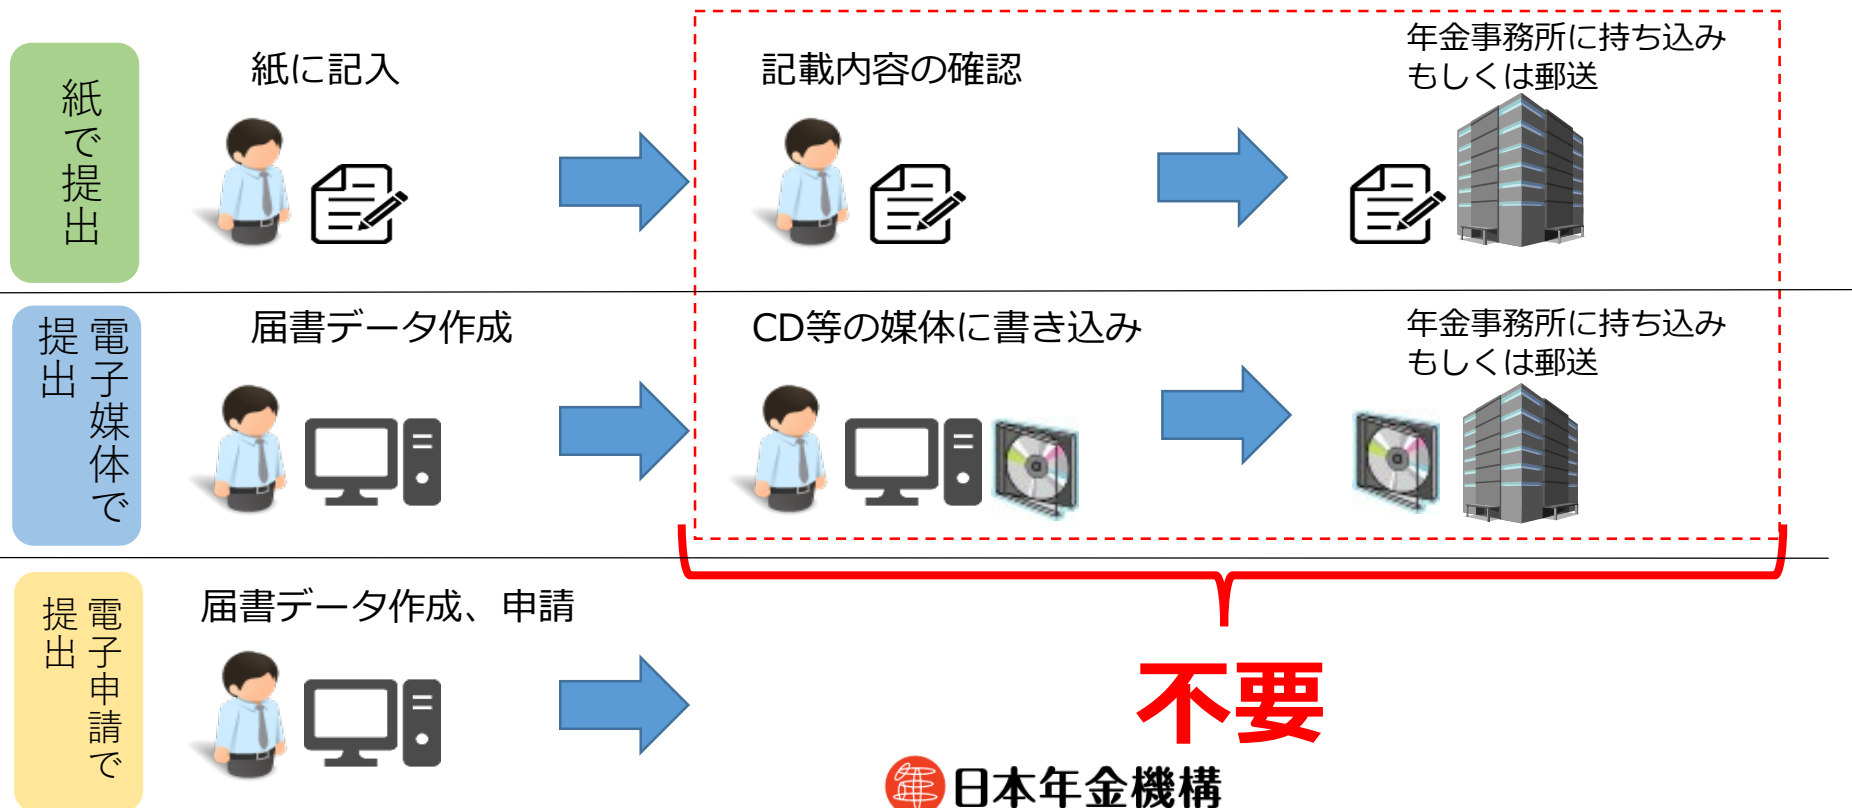 紙で提出
紙に記入
記載内容の確認
年金事務所に持ち込み
もしくは郵送
電子媒体で
提出
届書データ作成
CD等の媒体に書き込み
年金事務所に持ち込み
もしくは郵送
電子申請で
提出
届書データ作成、申請
不要
日本年金機構